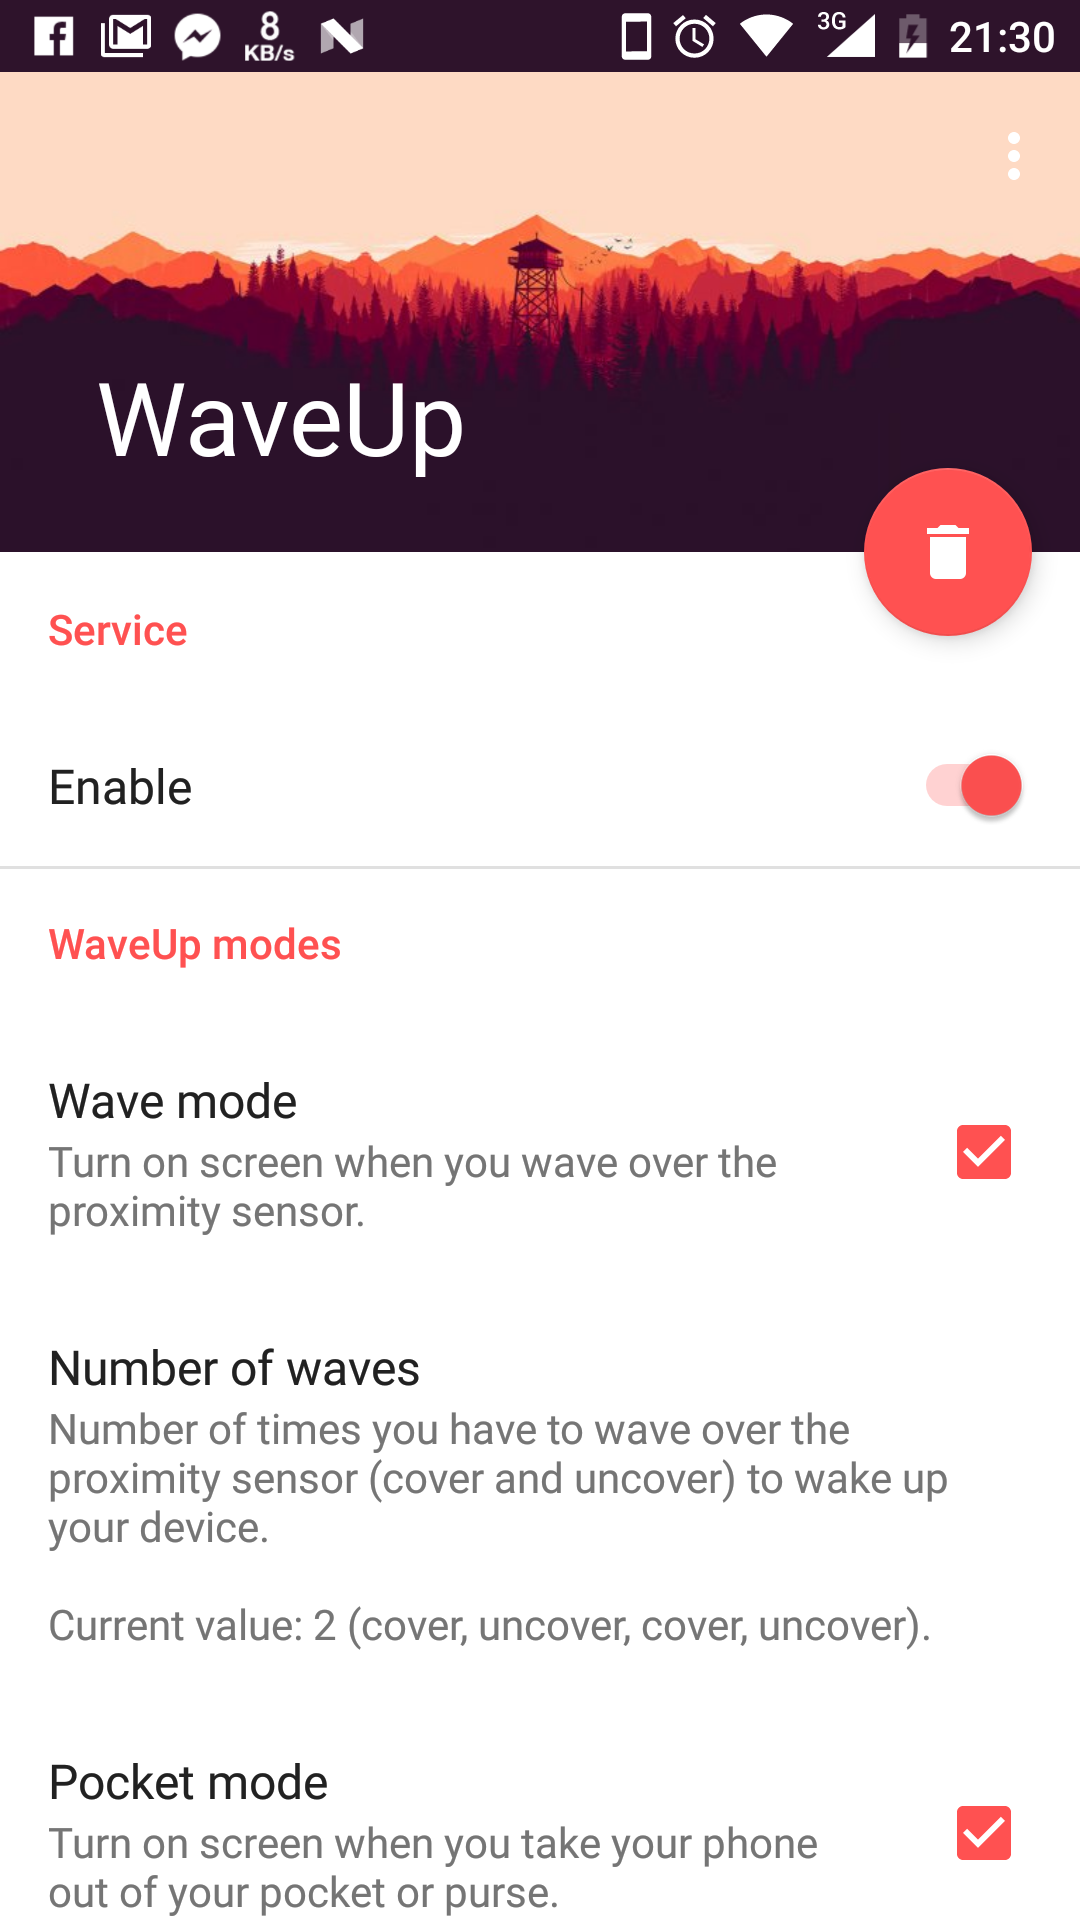 8
KB/s
3G
21:30
WaveUp
Service
Enable
WaveUp modes
Wave mode
Turn on screen when you wave over the
proximity sensor.
Number of waves
Number of times you have to wave over the
proximity sensor (cover and uncover) to wake up
your device.
Current value: 2 (cover, uncover, cover, uncover).
Pocket mode
Turn on screen when you take your phone
out of your pocket or purse.